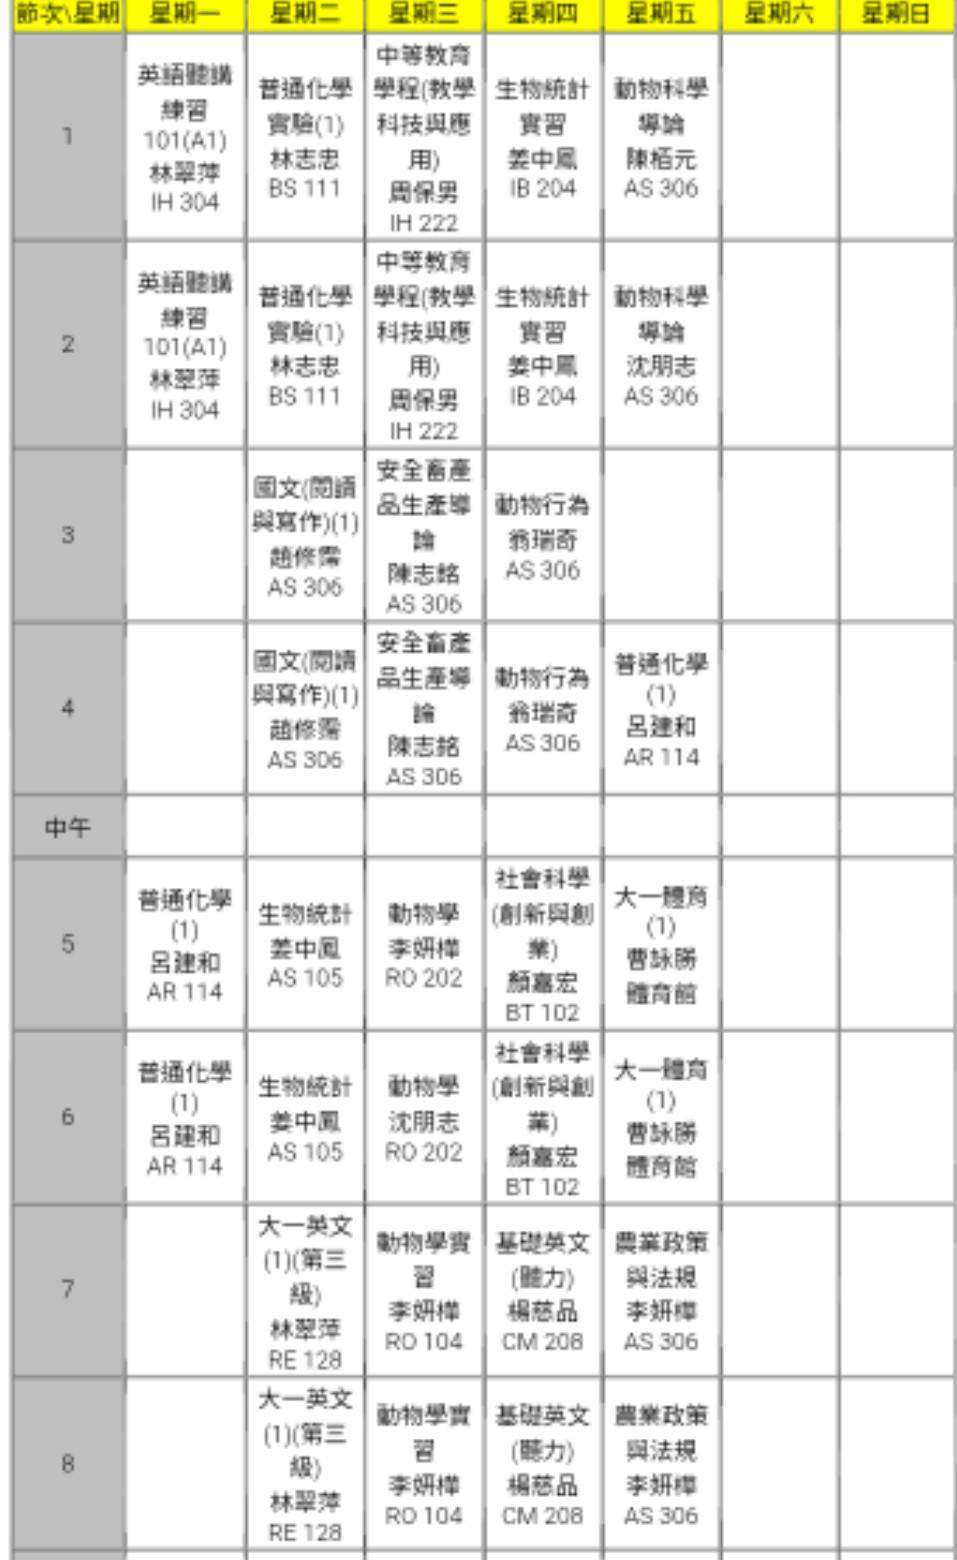 節次\星期 星期一 星期二 星期三 星期四 星期五 星期六 星期日
1
英語聽講
練習
101(A1)
林翠萍
IH 304
普通化學
實驗(1)
林志忠
BS 111
中等教育
學程(教學
科技與應
用)
周保男
IH 222
生物統計
實習
姜中鳳
IB 204
動物科學
導論
陳栢元
AS 306
2
英語聽講
練習
101(A1)
林翠萍
IH 304
普通化學
實驗(1)
林志忠
BS 111
中等教育
學程(教學
科技與應
用)
周保男
IH 222
生物統計
實習
姜中鳳
IB 204
動物科學
導論
沈朋志
AS 306
3
國文(閱讀
與寫作)(1)
趙修霈
AS 306
安全畜產
品生產導
論
陳志銘
AS 306
動物行為
翁瑞奇
AS 306
4
國文(閱讀
與寫作)(1)
趙修霈
AS 306
安全畜產
品生產導
論
陳志銘
AS 306
動物行為
翁瑞奇
AS 306
普通化學
(1)
呂建和
AR 114
中午
5
普通化學
(1)
呂建和
AR 114
生物統計
姜中鳳
AS 105
動物學
李妍樺
RO 202
社會科學
(創新與創
業)
顏嘉宏
BT 102
大一體育
(1)
曹詠勝
體育館
6
普通化學
(1)
呂建和
AR 114
生物統計
姜中鳳
AS 105
動物學
沈朋志
RO 202
社會科學
(創新與創
業)
顏嘉宏
BT 102
大一體育
(1)
曹詠勝
體育館
7
大一英文
(1)(第三
級)
林翠萍
RE 128
動物學實
習
李妍樺
RO 104
基礎英文
(聽力)
楊慈品
CM 208
農業政策
與法規
李妍樺
AS 306
8
大一英文
(1)(第三
級)
林翠萍
RE 128
動物學實
習
李妍樺
RO 104
基礎英文
(聽力)
楊慈品
CM 208
農業政策
與法規
李妍樺
AS 306